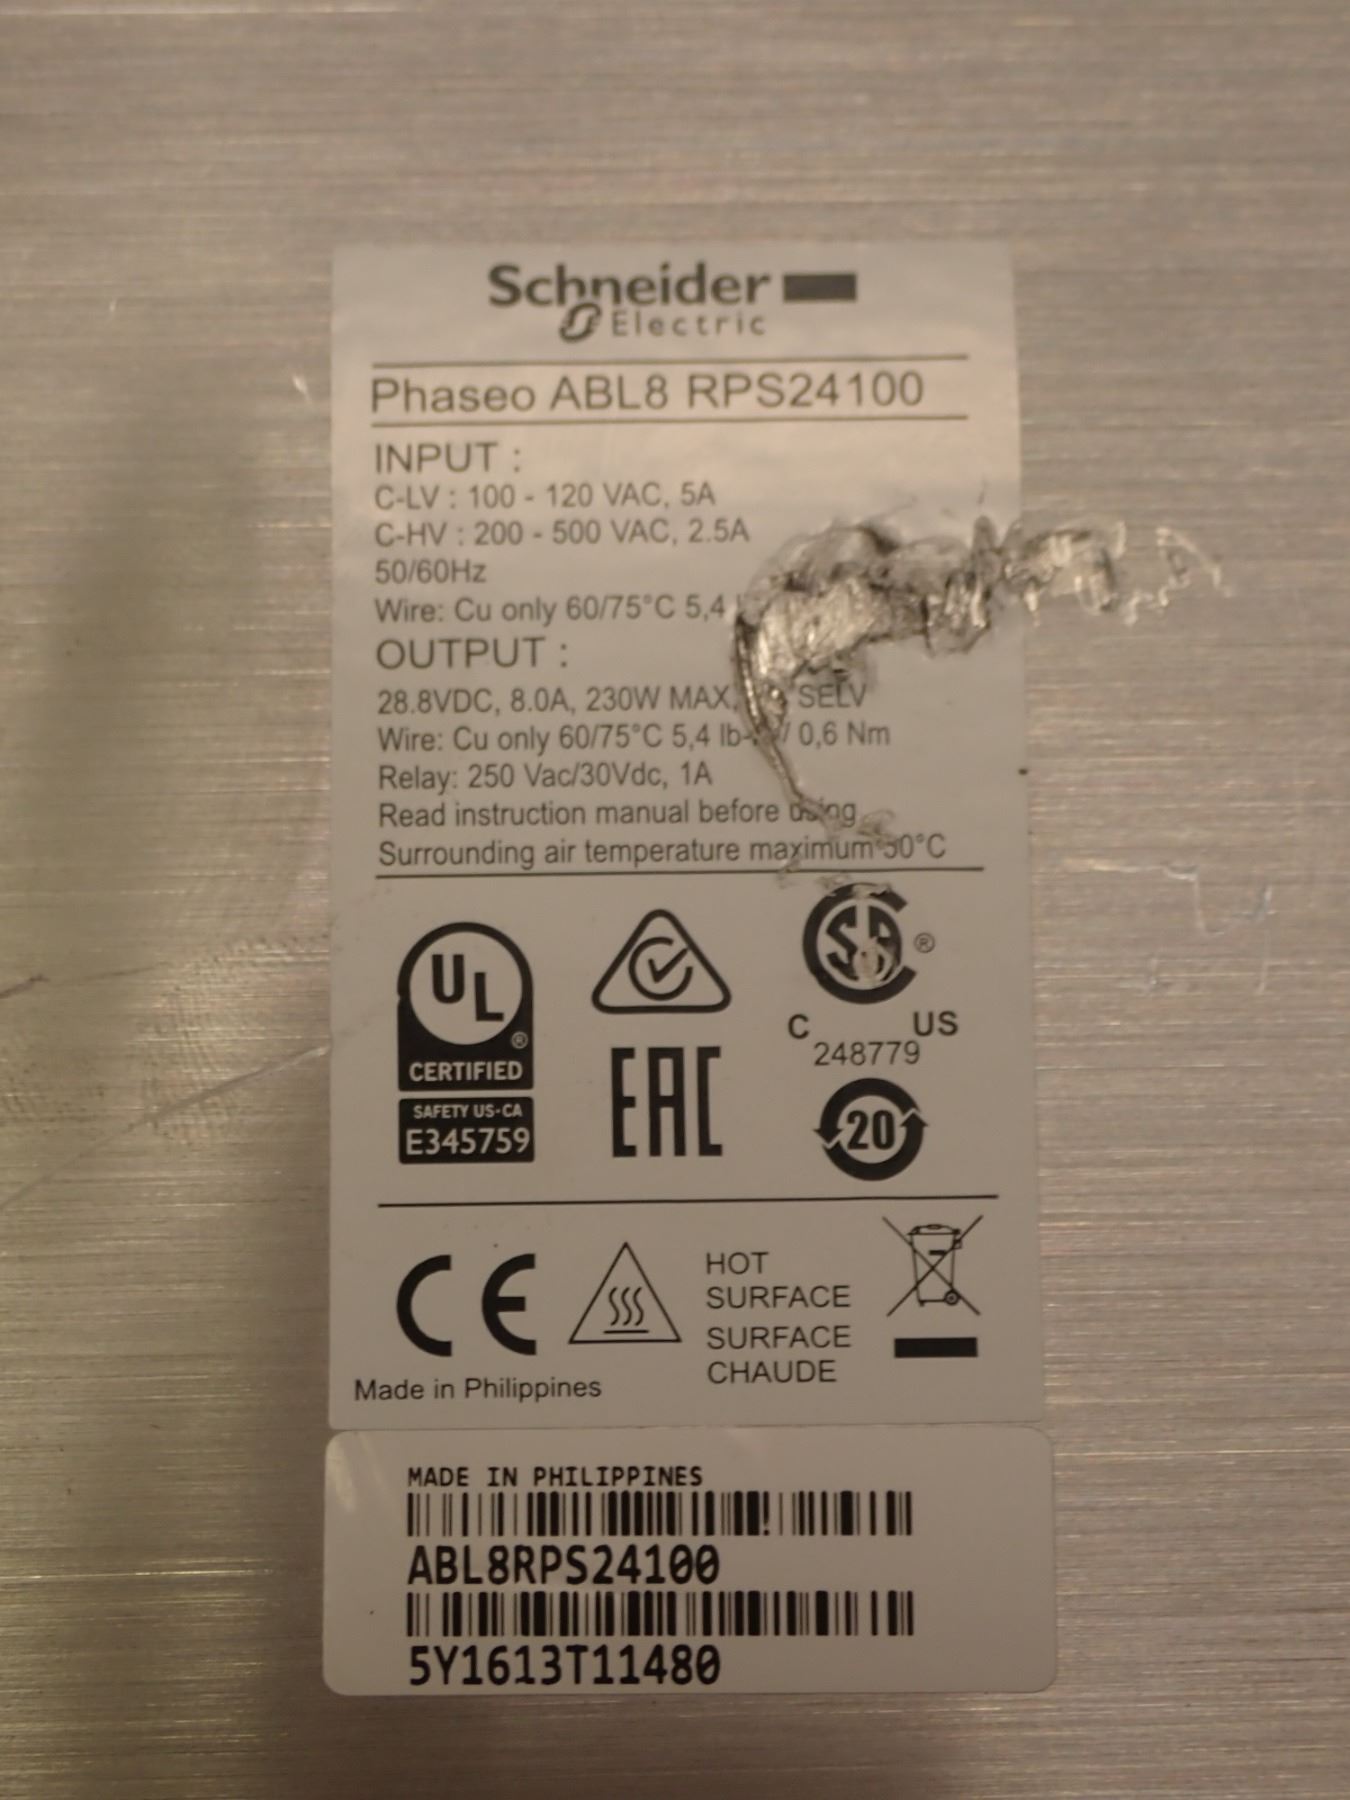 Schneider
Electric
Phaseo ABL8 RPS24100
INPUT :
C-LV : 100 - 120 VAC, 5A
C-HV : 200 - 500 VAC, 2.5A
50/60Hz
Wire: Cu only 60/75°C 5,4
OUTPUT :
28.8VDC, 8.0A, 230W MAX, SELV
Wire: Cu only 60/75°C 5,4 0,6 Nm
Relay: 250 Vac/30Vdc, 1A
Read instruction manual before using
Surrounding air temperature maximum
UL
®
CERTIFIED
SAFETY US-CA
E345759
EAC
SA
®
C US
248779
20
CE
HOT
SURFACE
SURFACE
CHAUDE
Made in Philippines
MADE IN PHILIPPINES
ABL8RPS24100
5Y1613T11480